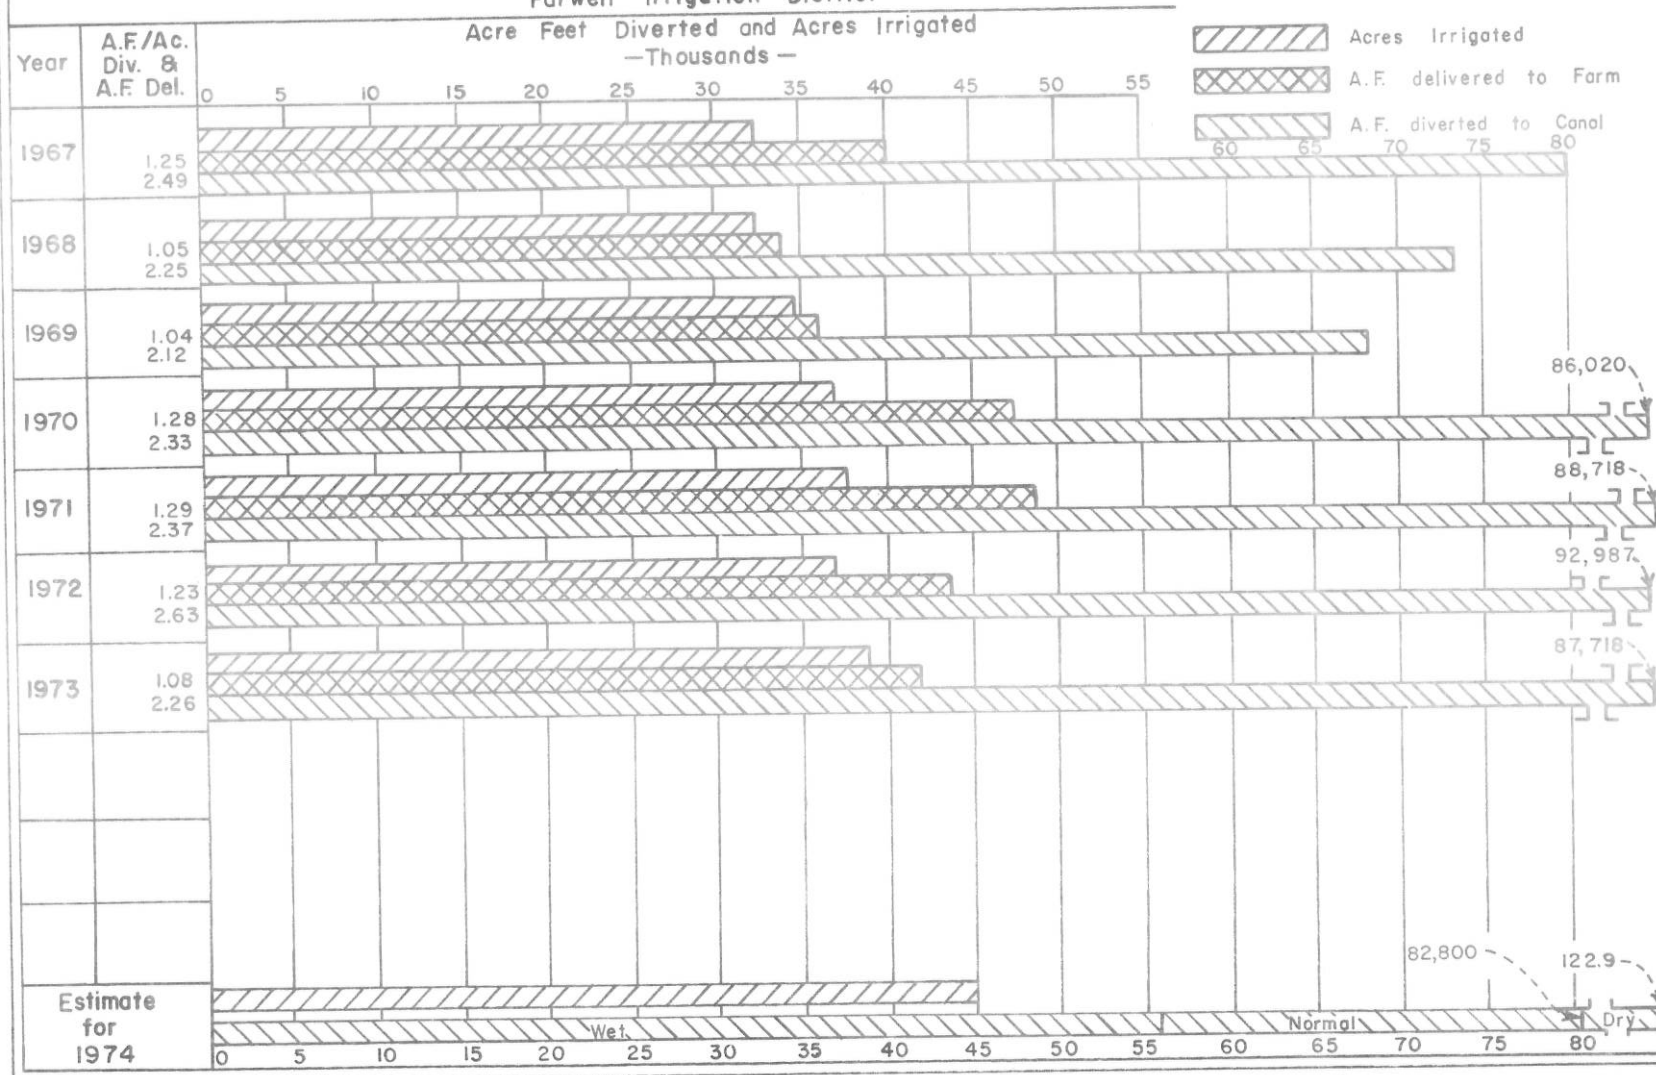 Farwell Irrigation District
Acre Feet Diverted and Acres Irrigated
—Thousands—
Year
A.F./Ac.
Div. &
A.F. Del.
0 5 10 15 20 25 30 35 40 45 50 55
Acres Irrigated
A.F. delivered to Farm
A.F. diverted to Canal
60 65 70 75 80
1967
1.25
2.49
1968
1.05
2.25
1969
1.04
2.12
86,020
1970
1.28
2.33
88,718
1971
1.29
2.37
92,987
1972
1.23
2.63
87,718
1973
1.08
2.26
82,800
122.9
Estimate
for
1974
Wet
Normal
Dry
0 5 10 15 20 25 30 35 40 45 50 55 60 65 70 75 80